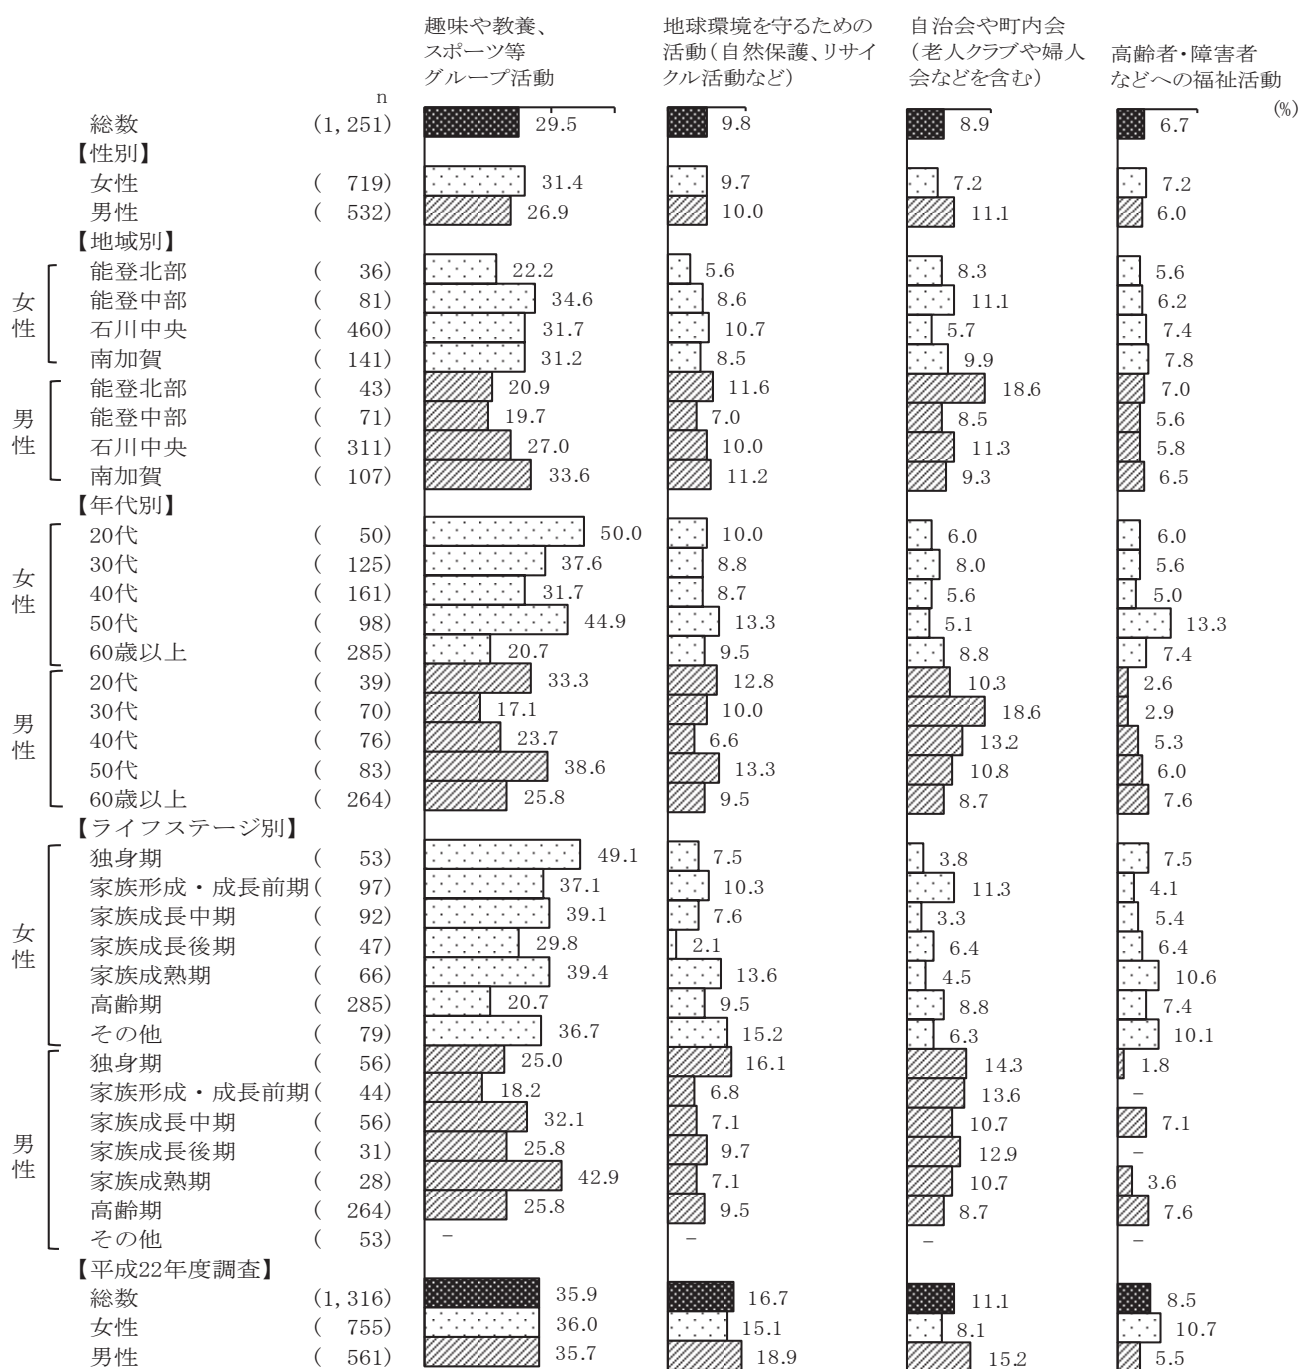 趣味や教養、
スポーツ等
グループ活動
地球環境を守るための
活動（自然保護、リサイ
クル活動など）
自治会や町内会
（老人クラブや婦人
会などを含む）
高齢者・障害者
などへの福祉活動
n
(%)
総数 (1,251) 29.5 9.8 8.9 6.7
【性別】
女性 ( 719) 31.4 9.7 7.2 7.2
男性 ( 532) 26.9 10.0 11.1 6.0
【地域別】
女性
能登北部 ( 36) 22.2 5.6 8.3 5.6
能登中部 ( 81) 34.6 8.6 11.1 6.2
石川中央 ( 460) 31.7 10.7 5.7 7.4
南加賀 ( 141) 31.2 8.5 9.9 7.8
男性
能登北部 ( 43) 20.9 11.6 18.6 7.0
能登中部 ( 71) 19.7 7.0 8.5 5.6
石川中央 ( 311) 27.0 10.0 11.3 5.8
南加賀 ( 107) 33.6 11.2 9.3 6.5
【年代別】
女性
20代 ( 50) 50.0 10.0 6.0 6.0
30代 ( 125) 37.6 8.8 8.0 5.6
40代 ( 161) 31.7 8.7 5.6 5.0
50代 ( 98) 44.9 13.3 5.1 13.3
60歳以上 ( 285) 20.7 9.5 8.8 7.4
男性
20代 ( 39) 33.3 12.8 10.3 2.6
30代 ( 70) 17.1 10.0 18.6 2.9
40代 ( 76) 23.7 6.6 13.2 5.3
50代 ( 83) 38.6 13.3 10.8 6.0
60歳以上 ( 264) 25.8 9.5 8.7 7.6
【ライフステージ別】
女性
独身期 ( 53) 49.1 7.5 3.8 7.5
家族形成・成長前期( 97) 37.1 10.3 11.3 4.1
家族成長中期 ( 92) 39.1 7.6 3.3 5.4
家族成長後期 ( 47) 29.8 2.1 6.4 6.4
家族成熟期 ( 66) 39.4 13.6 4.5 10.6
高齢期 ( 285) 20.7 9.5 8.8 7.4
その他 ( 79) 36.7 15.2 6.3 10.1
男性
独身期 ( 56) 25.0 16.1 14.3 1.8
家族形成・成長前期( 44) 18.2 6.8 13.6 −
家族成長中期 ( 56) 32.1 7.1 10.7 7.1
家族成長後期 ( 31) 25.8 9.7 12.9 −
家族成熟期 ( 28) 42.9 7.1 10.7 3.6
高齢期 ( 264) 25.8 9.5 8.7 7.6
その他 ( 53) − − − −
【平成22年度調査】
総数 (1,316) 35.9 16.7 11.1 8.5
女性 ( 755) 36.0 15.1 8.1 10.7
男性 ( 561) 35.7 18.9 15.2 5.5